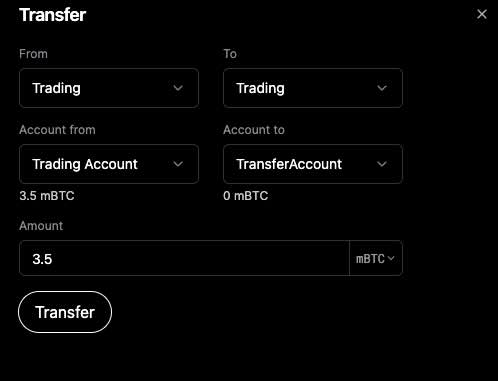 Transfer
From
To
Trading
Trading
Account from
Account to
Trading Account
TransferAccount
3.5 mBTC
0 mBTC
Amount
3.5
mBTC
Transfer